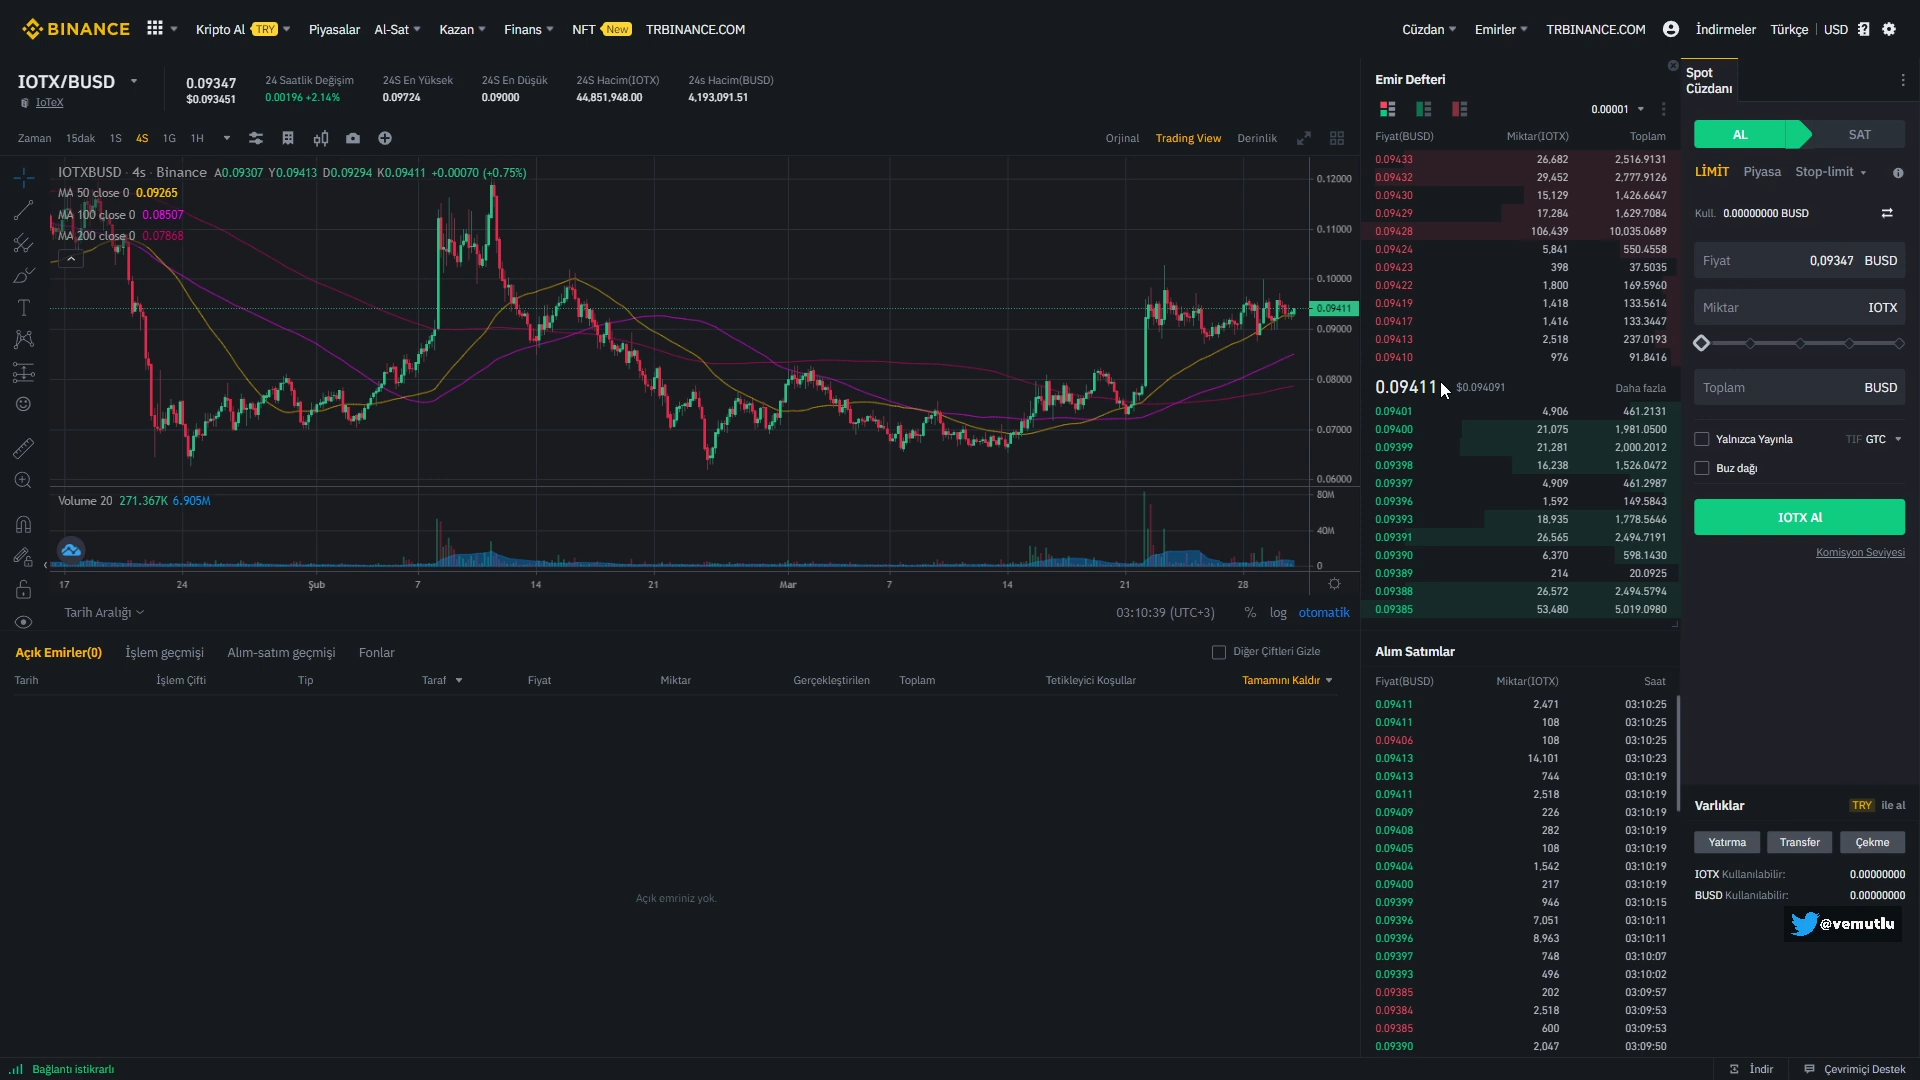 BINANCE
Kripto Al TRY
Piyasalar
Al-Sat
Kazan
Finans
NFT New
TRBINANCE.COM
Cüzdan
Emirler
TRBINANCE.COM
İndirmeler
Türkçe
USD
IOTX/BUSD
IoTeX
0.09347
$0.093451
24 Saatlik Değişim
0.00196 +2.14%
24S En Yüksek
0.09724
24S En Düşük
0.09000
24S Hacim(IOTX)
44,851,948.00
24s Hacim(BUSD)
4,193,091.51
Zaman 15dak 1S 4S 1G 1H
Orjinal Trading View Derinlik
IOTXBUSD · 4s · Binance A0.09307 Y0.09413 D0.09294 K0.09411 +0.00070 (+0.75%)
MA 50 close 0 0.09265
MA 100 close 0 0.08507
MA 200 close 0 0.07868
0.12000
0.11000
0.10000
0.09411
0.09000
0.08000
0.07000
0.06000
Volume 20 271.367K 6.905M
80M
40M
0
17 24 Şub 7 14 21 Mar 7 14 21 28
Tarih Aralığı
03:10:39 (UTC+3) % log otomatik
Açık Emirler(0) İşlem geçmişi Alım-satım geçmişi Fonlar
Diğer Çiftleri Gizle
Tarih İşlem Çifti Tip Taraf Fiyat Miktar Gerçekleştirilen Toplam Tetikleyici Koşullar Tamamını Kaldır
Açık emriniz yok.
Emir Defteri
0.00001
Fiyat(BUSD) Miktar(IOTX) Toplam
0.09433 26,682 2,516.9131
0.09432 29,452 2,777.9126
0.09430 15,129 1,426.6647
0.09429 17,284 1,629.7084
0.09428 106,439 10,035.0689
0.09424 5,841 550.4558
0.09423 398 37.5035
0.09422 1,800 169.5960
0.09419 1,418 133.5614
0.09417 1,416 133.3447
0.09413 2,518 237.0193
0.09410 976 91.8416
0.09411 $0.094091 Daha fazla
0.09401 4,906 461.2131
0.09400 21,075 1,981.0500
0.09399 21,281 2,000.2012
0.09398 16,238 1,526.0472
0.09397 4,909 461.2987
0.09396 1,592 149.5843
0.09393 18,935 1,778.5646
0.09391 26,565 2,494.7191
0.09390 6,370 598.1430
0.09389 214 20.0925
0.09388 26,572 2,494.5794
0.09385 53,480 5,019.0980
Alım Satımlar
Fiyat(BUSD) Miktar(IOTX) Saat
0.09411 2,471 03:10:25
0.09411 108 03:10:25
0.09406 108 03:10:25
0.09413 14,101 03:10:23
0.09413 744 03:10:19
0.09411 2,518 03:10:19
0.09409 226 03:10:19
0.09408 282 03:10:19
0.09405 108 03:10:19
0.09404 1,542 03:10:19
0.09400 217 03:10:19
0.09399 946 03:10:15
0.09396 7,051 03:10:11
0.09396 8,963 03:10:11
0.09397 748 03:10:07
0.09393 496 03:10:02
0.09385 202 03:09:57
0.09384 2,518 03:09:53
0.09385 600 03:09:53
0.09390 2,047 03:09:50
Spot
Cüzdanı
AL SAT
LİMİT Piyasa Stop-limit
Kull. 0.00000000 BUSD
Fiyat 0,09347 BUSD
Miktar IOTX
Toplam BUSD
Yalnızca Yayınla TIF GTC
Buz dağı
IOTX Al
Komisyon Seviyesi
Varlıklar TRY ile al
Yatırma Transfer Çekme
IOTX Kullanılabilir: 0.00000000
BUSD Kullanılabilir: 0.00000000
@vemutlu
Bağlantı istikrarlı
İndir
Çevrimiçi Destek